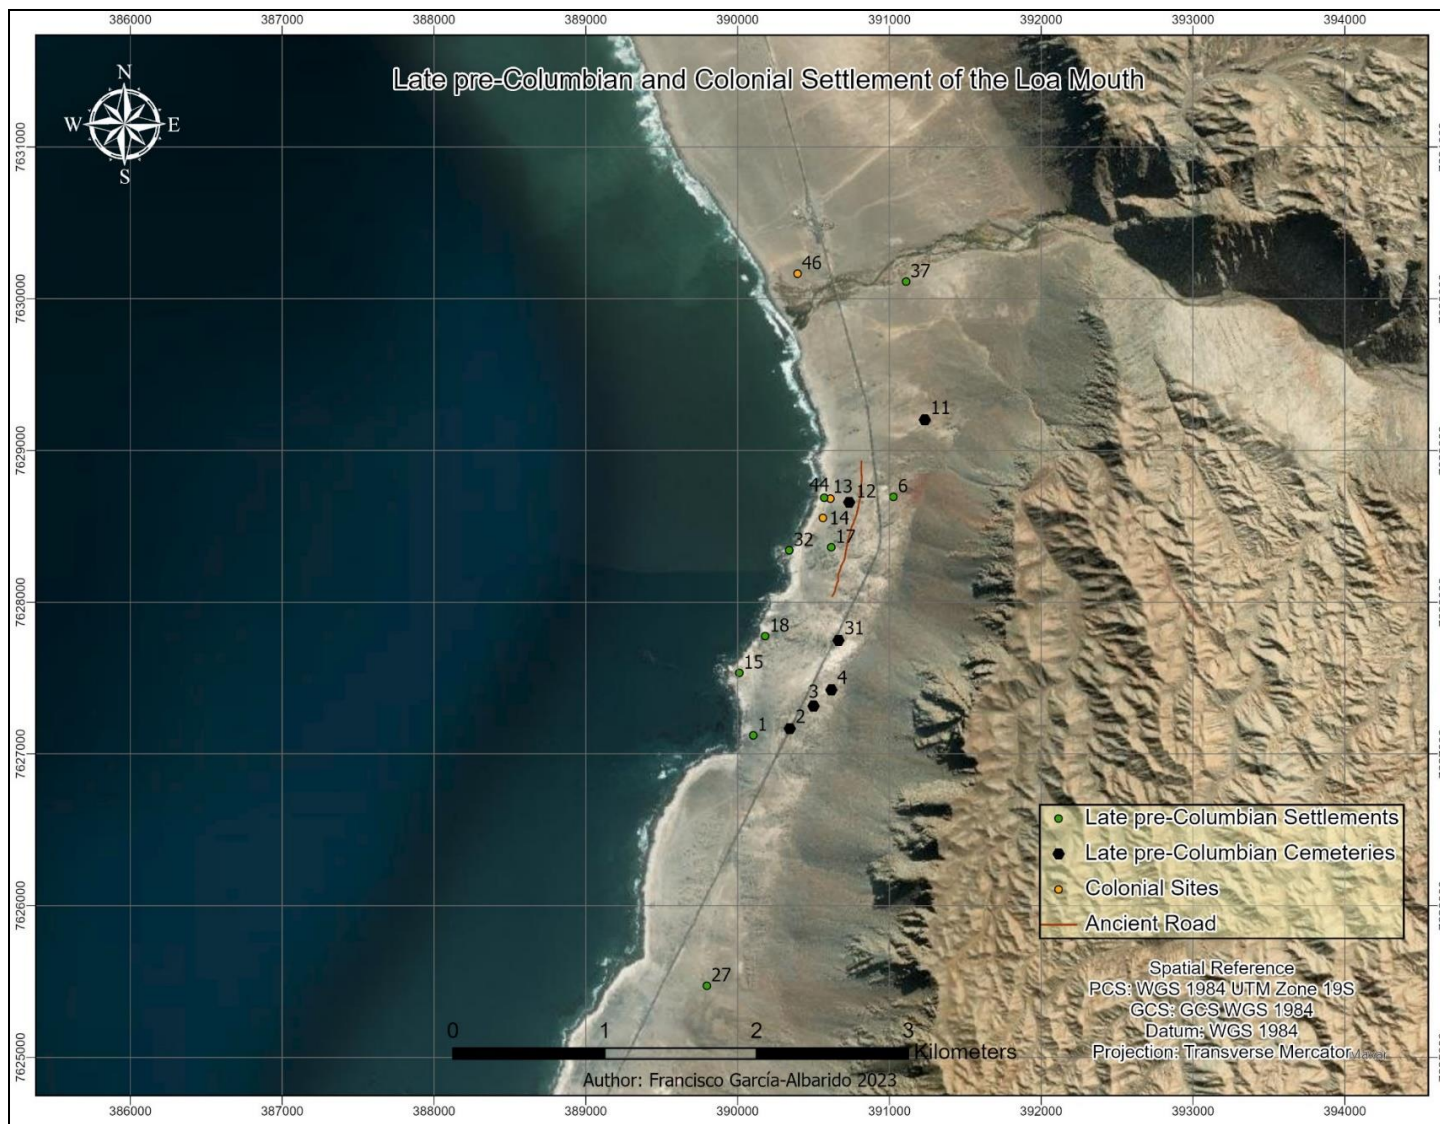 386000 387000 388000 389000 390000 391000 392000 393000 394000
Late pre-Columbian and Colonial Settlement of the Loa Mouth
N
W E
S
7631000
46
37
7630000
11
7629000
44 13 12 6
14
17
32
7628000
31
18
15
4
3
2
1
7627000
Late pre-Columbian Settlements
Late pre-Columbian Cemeteries
Colonial Sites
Ancient Road
7626000
27
Spatial Reference
PCS: WGS 1984 UTM Zone 19S
GCS: GCS WGS 1984
Datum: WGS 1984
Projection: Transverse Mercator
Maxar
0 1 2 3
Kilometers
7625000
Author: Francisco García-Albarido 2023
386000 387000 388000 389000 390000 391000 392000 393000 394000